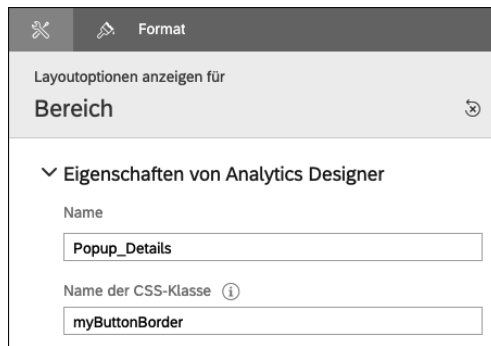 Format
Layoutoptionen anzeigen für
Bereich
Eigenschaften von Analytics Designer
Name
Popup_Details
Name der CSS-Klasse
myButtonBorder